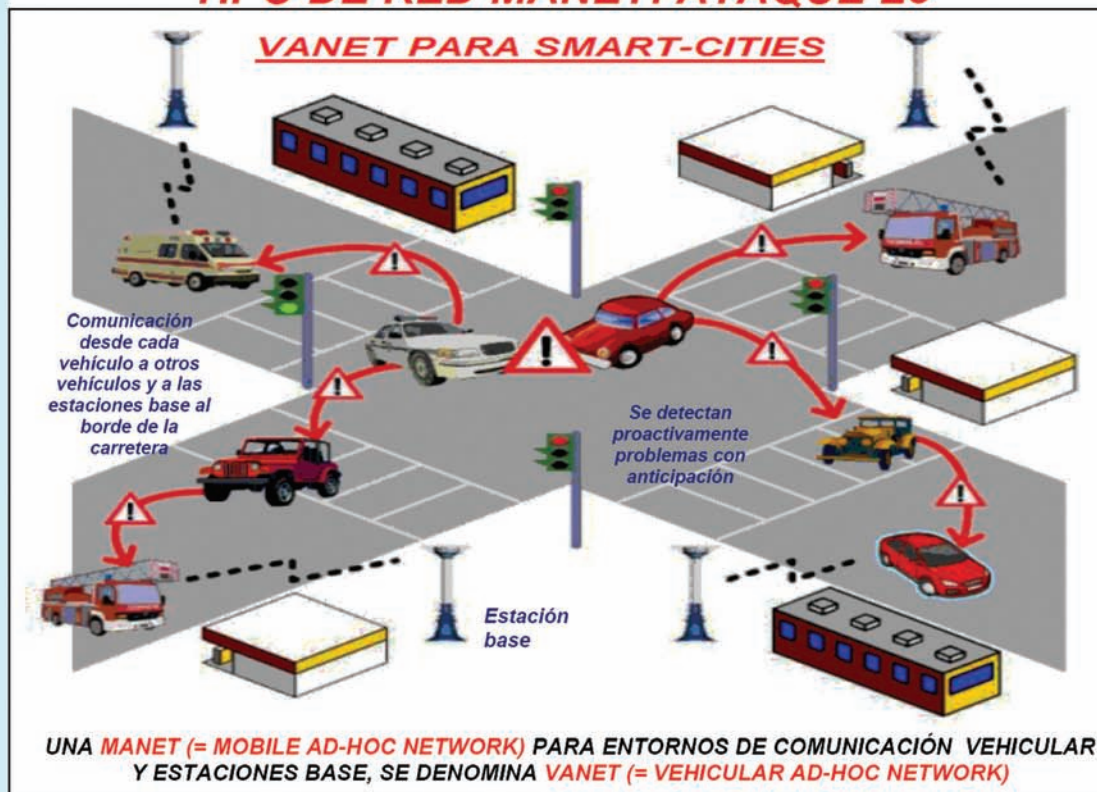 VANET PARA SMART-CITIES
Comunicación
desde cada
vehículo a otros
vehículos y a las
estaciones base al
borde de la
carretera
Se detectan
proactivamente
problemas con
anticipación
Estación
base
UNA MANET (= MOBILE AD-HOC NETWORK) PARA ENTORNOS DE COMUNICACIÓN VEHICULAR
Y ESTACIONES BASE, SE DENOMINA VANET (= VEHICULAR AD-HOC NETWORK)